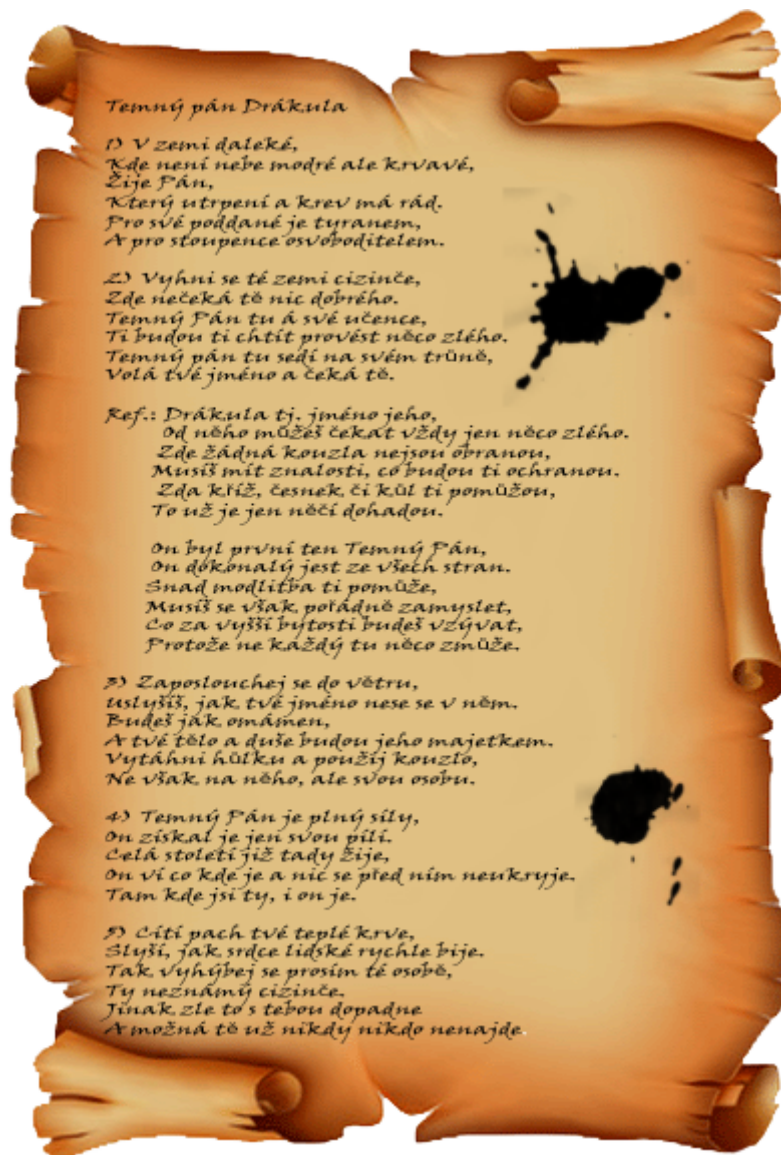 Temný pán Drákula
1) V zemi daleké,
Kde není nebe modré ale krvavé,
Žije Pán,
Který utrpení a krev má rád.
Pro své poddané je tyranem,
A pro stoupence osvoboditelem.
2) Vyhni se té zemi cizinče,
Zde nečeká tě nic dobrého.
Temný Pán tu á své učence,
Ti budou ti chtít provést něco zlého.
Temný pán tu sedí na svém trůně,
Volá tvé jméno a čeká tě.
Ref.: Drákula tj. jméno jeho,
Od něho můžeš čekat vždy jen něco zlého.
Zde žádná kouzla nejsou obranou,
Musíš mít znalosti, co budou ti ochranou.
Zda kříž, česnek či kůl ti pomůžou,
To už je jen něčí dohadou.
On byl první ten Temný Pán,
On dokonalý jest ze všech stran.
Snad modlitba ti pomůže,
Musíš se však pořádně zamyslet,
Co za vyšší bytosti budeš vzývat,
Protože ne každý tu něco zmůže.
3) Zaposlouchej se do větru,
Uslyšíš, jak tvé jméno nese se v něm.
Budeš jak omámen,
A tvé tělo a duše budou jeho majetkem.
Vytáhni hůlku a použij kouzlo,
Ne však na něho, ale svou osobu.
4) Temný Pán je plný síly,
On získal je jen svou pílí.
Celá století již tady žije,
On ví co kde je a nic se před ním neukryje.
Tam kde jsi ty, i on je.
5) Cítí pach tvé teplé krve,
Slyší, jak srdce lidské rychle bije.
Tak vyhýbej se prosím té osobě,
Ty neznámý cizinče.
Jinak zle to s tebou dopadne
A možná tě už nikdy nikdo nenajde.